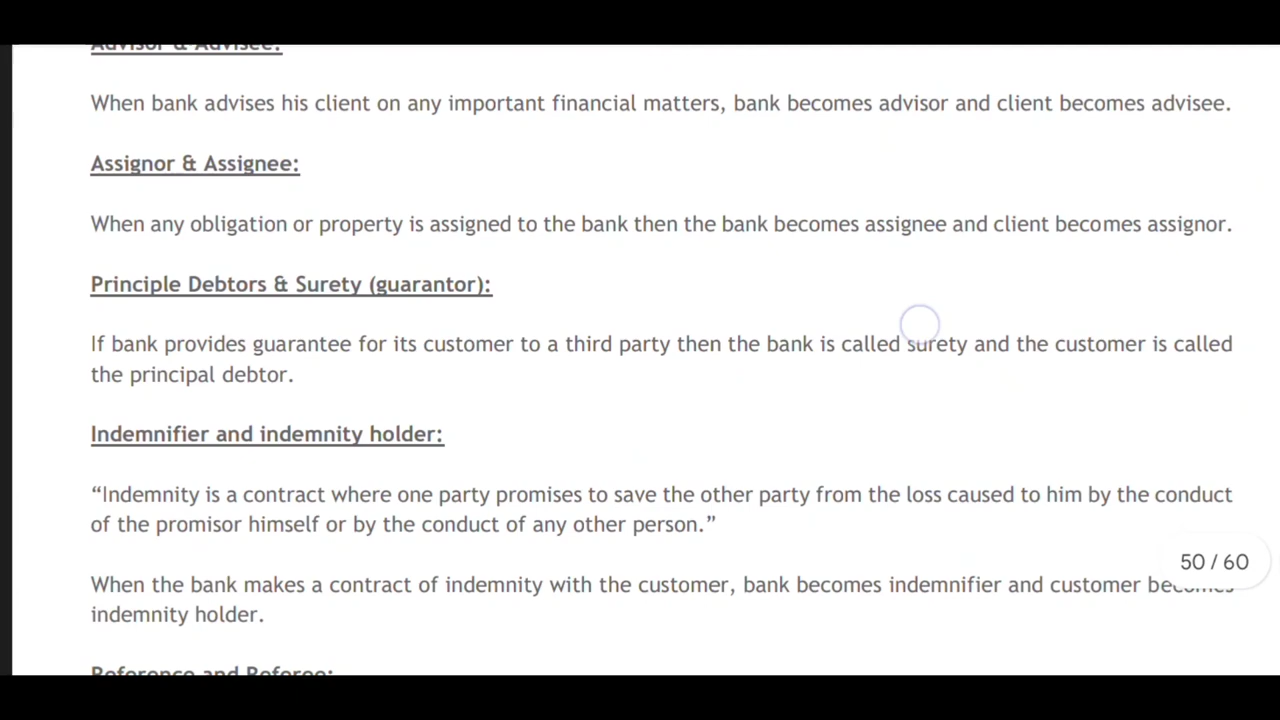 Advisor & Advisee:
When bank advises his client on any important financial matters, bank becomes advisor and client becomes advisee.
Assignor & Assignee:
When any obligation or property is assigned to the bank then the bank becomes assignee and client becomes assignor.
Principle Debtors & Surety (guarantor):
If bank provides guarantee for its customer to a third party then the bank is called surety and the customer is called
the principal debtor.
Indemnifier and indemnity holder:
“Indemnity is a contract where one party promises to save the other party from the loss caused to him by the conduct
of the promisor himself or by the conduct of any other person.”
50 / 60
When the bank makes a contract of indemnity with the customer, bank becomes indemnifier and customer becomes
indemnity holder.
Reference and Referee: